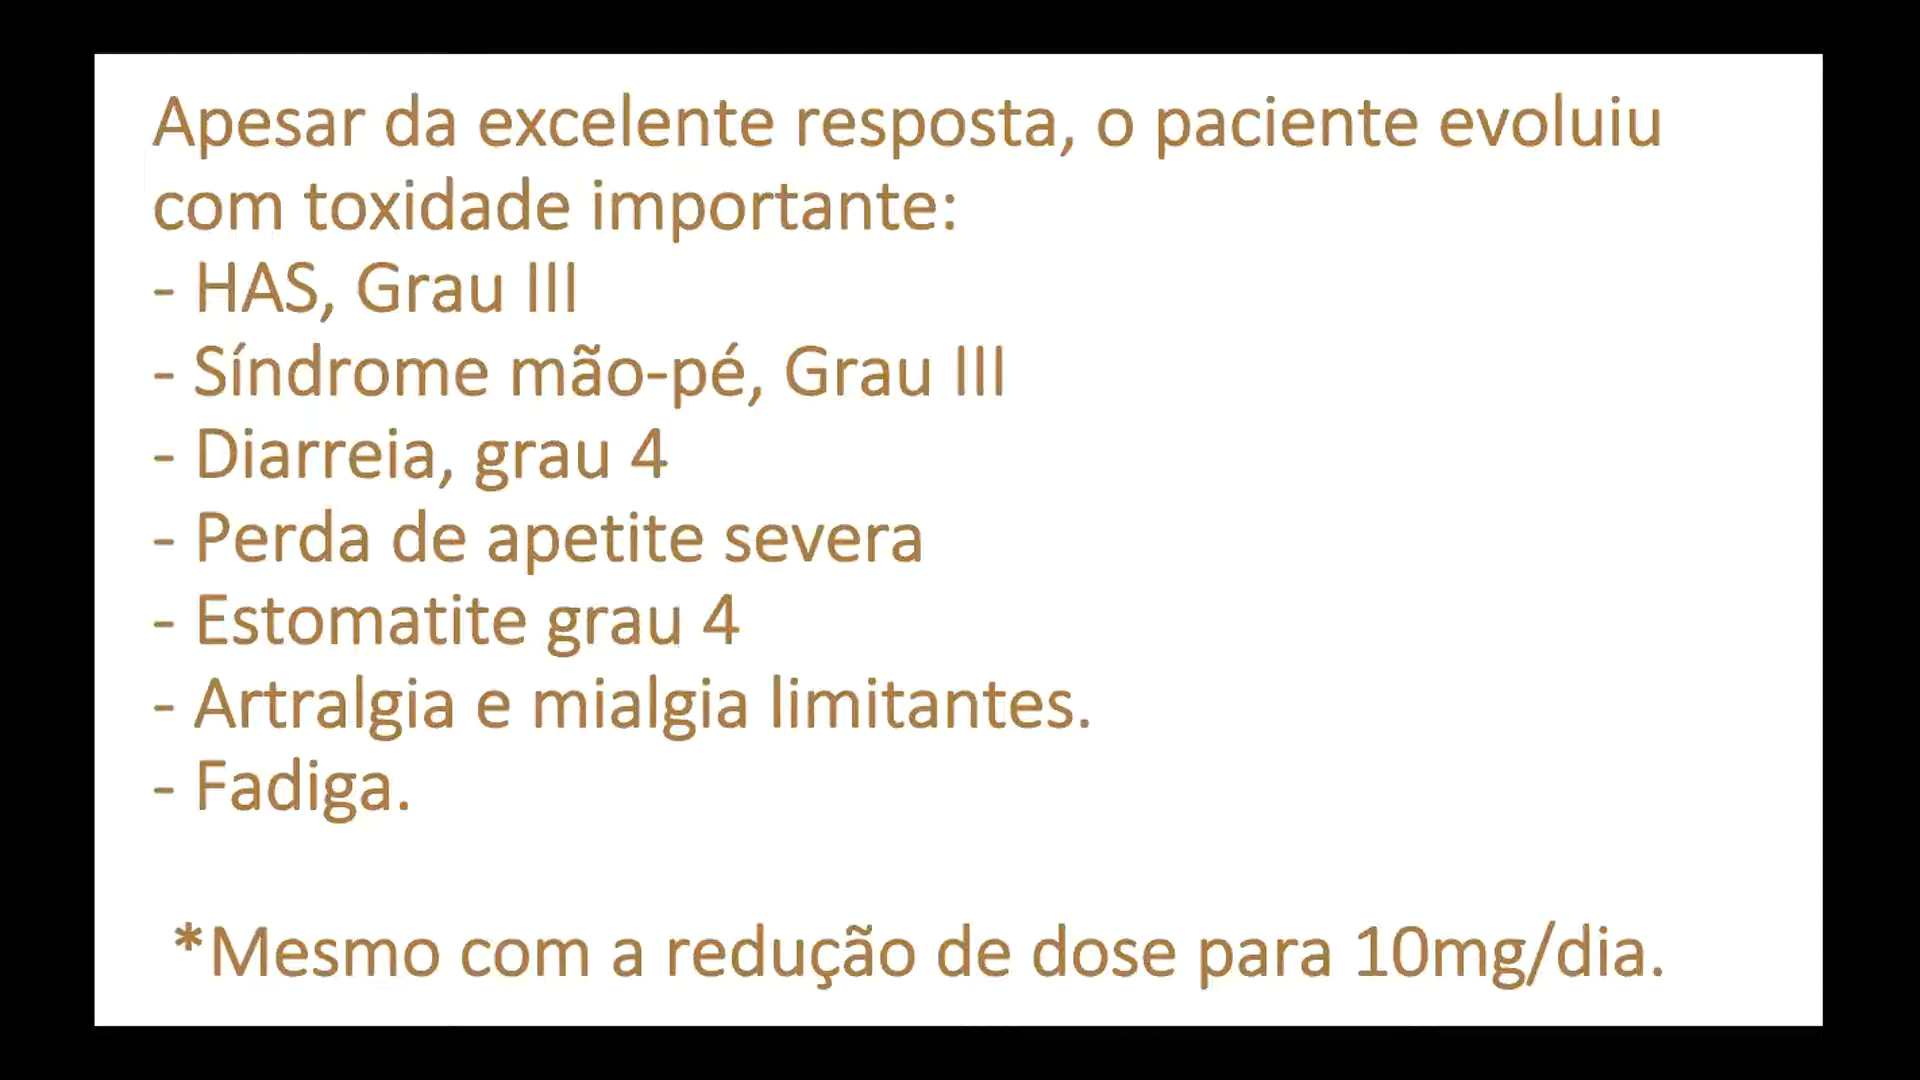 Apesar da excelente resposta, o paciente evoluiu
com toxidade importante:
- HAS, Grau III
- Síndrome mão-pé, Grau III
- Diarreia, grau 4
- Perda de apetite severa
- Estomatite grau 4
- Artralgia e mialgia limitantes.
- Fadiga.
*Mesmo com a redução de dose para 10mg/dia.